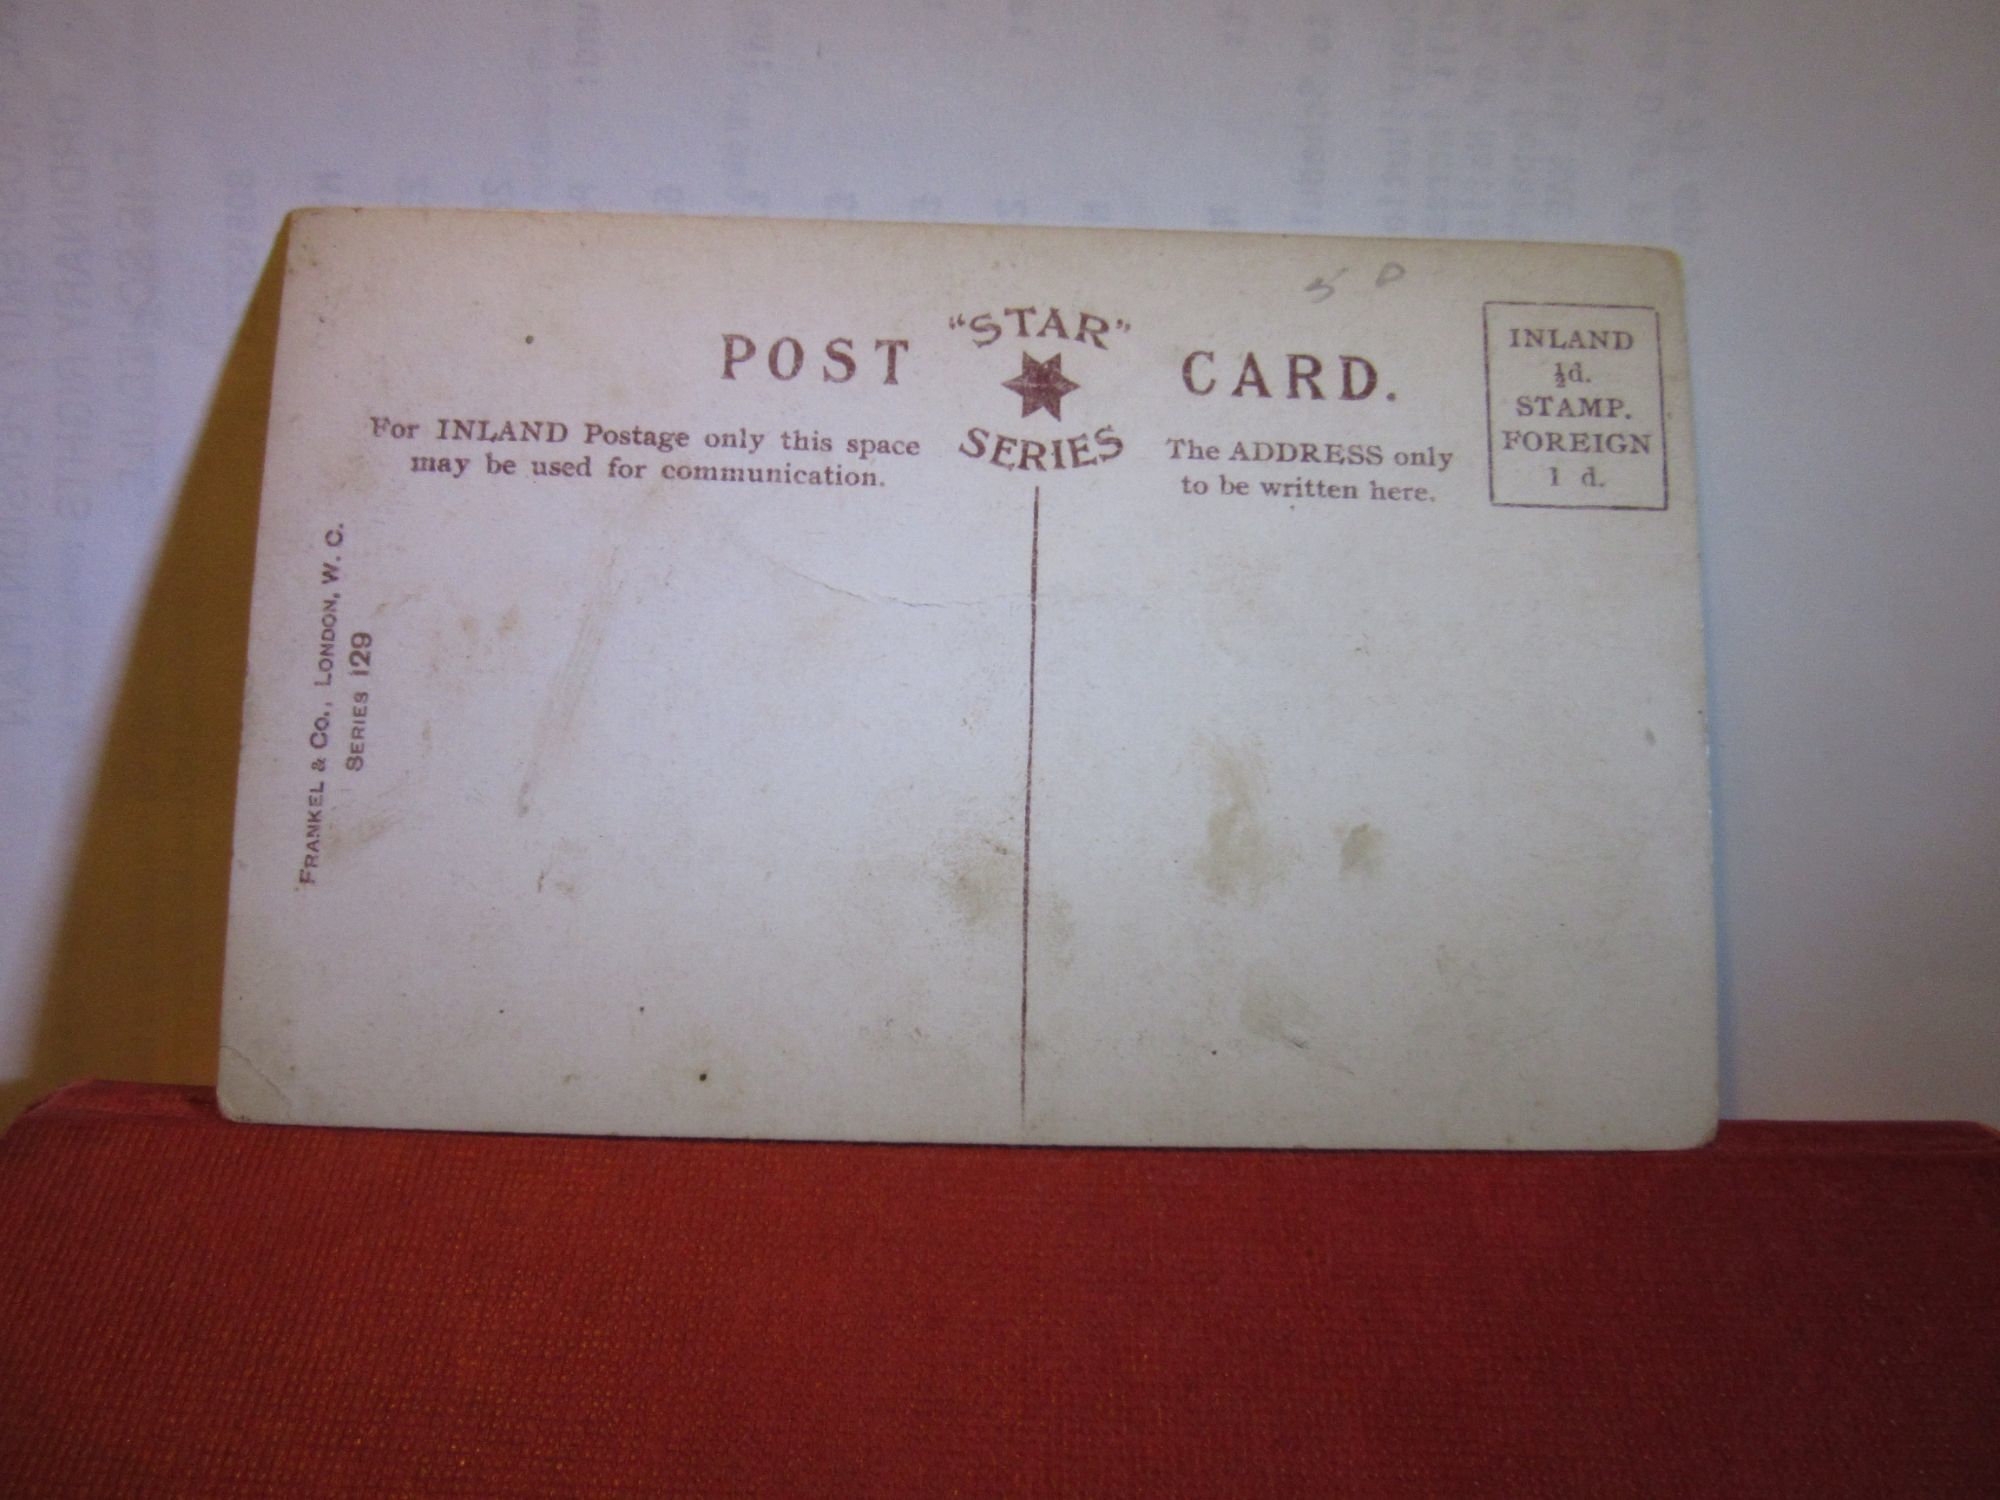 5 D
"STAR"
POST CARD.
SERIES
For INLAND Postage only this space
may be used for communication.
The ADDRESS only
to be written here.
INLAND
½d.
STAMP.
FOREIGN
1 d.
FRANKEL & CO., LONDON, W. C.
SERIES 129